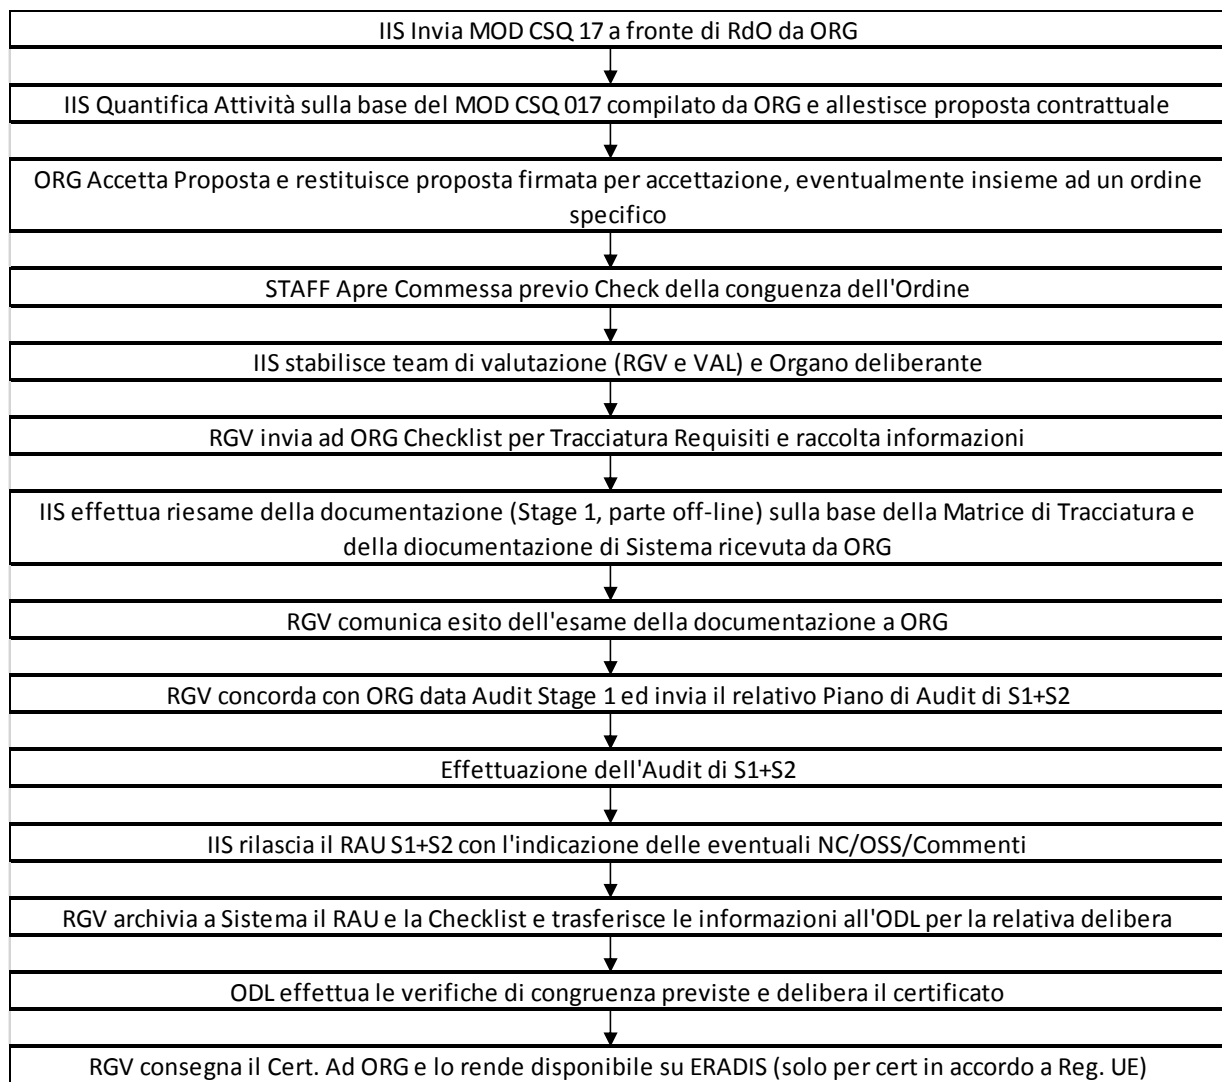 IIS Invia MOD CSQ 17 a fronte di RdO da ORG
IIS Quantifica Attività sulla base del MOD CSQ 017 compilato da ORG e allestisce proposta contrattuale
ORG Accetta Proposta e restituisce proposta firmata per accettazione, eventualmente insieme ad un ordine
specifico
STAFF Apre Commessa previo Check della conguenza dell'Ordine
IIS stabilisce team di valutazione (RGV e VAL) e Organo deliberante
RGV invia ad ORG Checklist per Tracciatura Requisiti e raccolta informazioni
IIS effettua riesame della documentazione (Stage 1, parte off-line) sulla base della Matrice di Tracciatura e
della diocumentazione di Sistema ricevuta da ORG
RGV comunica esito dell'esame della documentazione a ORG
RGV concorda con ORG data Audit Stage 1 ed invia il relativo Piano di Audit di S1+S2
Effettuazione dell'Audit di S1+S2
IIS rilascia il RAU S1+S2 con l'indicazione delle eventuali NC/OSS/Commenti
RGV archivia a Sistema il RAU e la Checklist e trasferisce le informazioni all'ODL per la relativa delibera
ODL effettua le verifiche di congruenza previste e delibera il certificato
RGV consegna il Cert. Ad ORG e lo rende disponibile su ERADIS (solo per cert in accordo a Reg. UE)